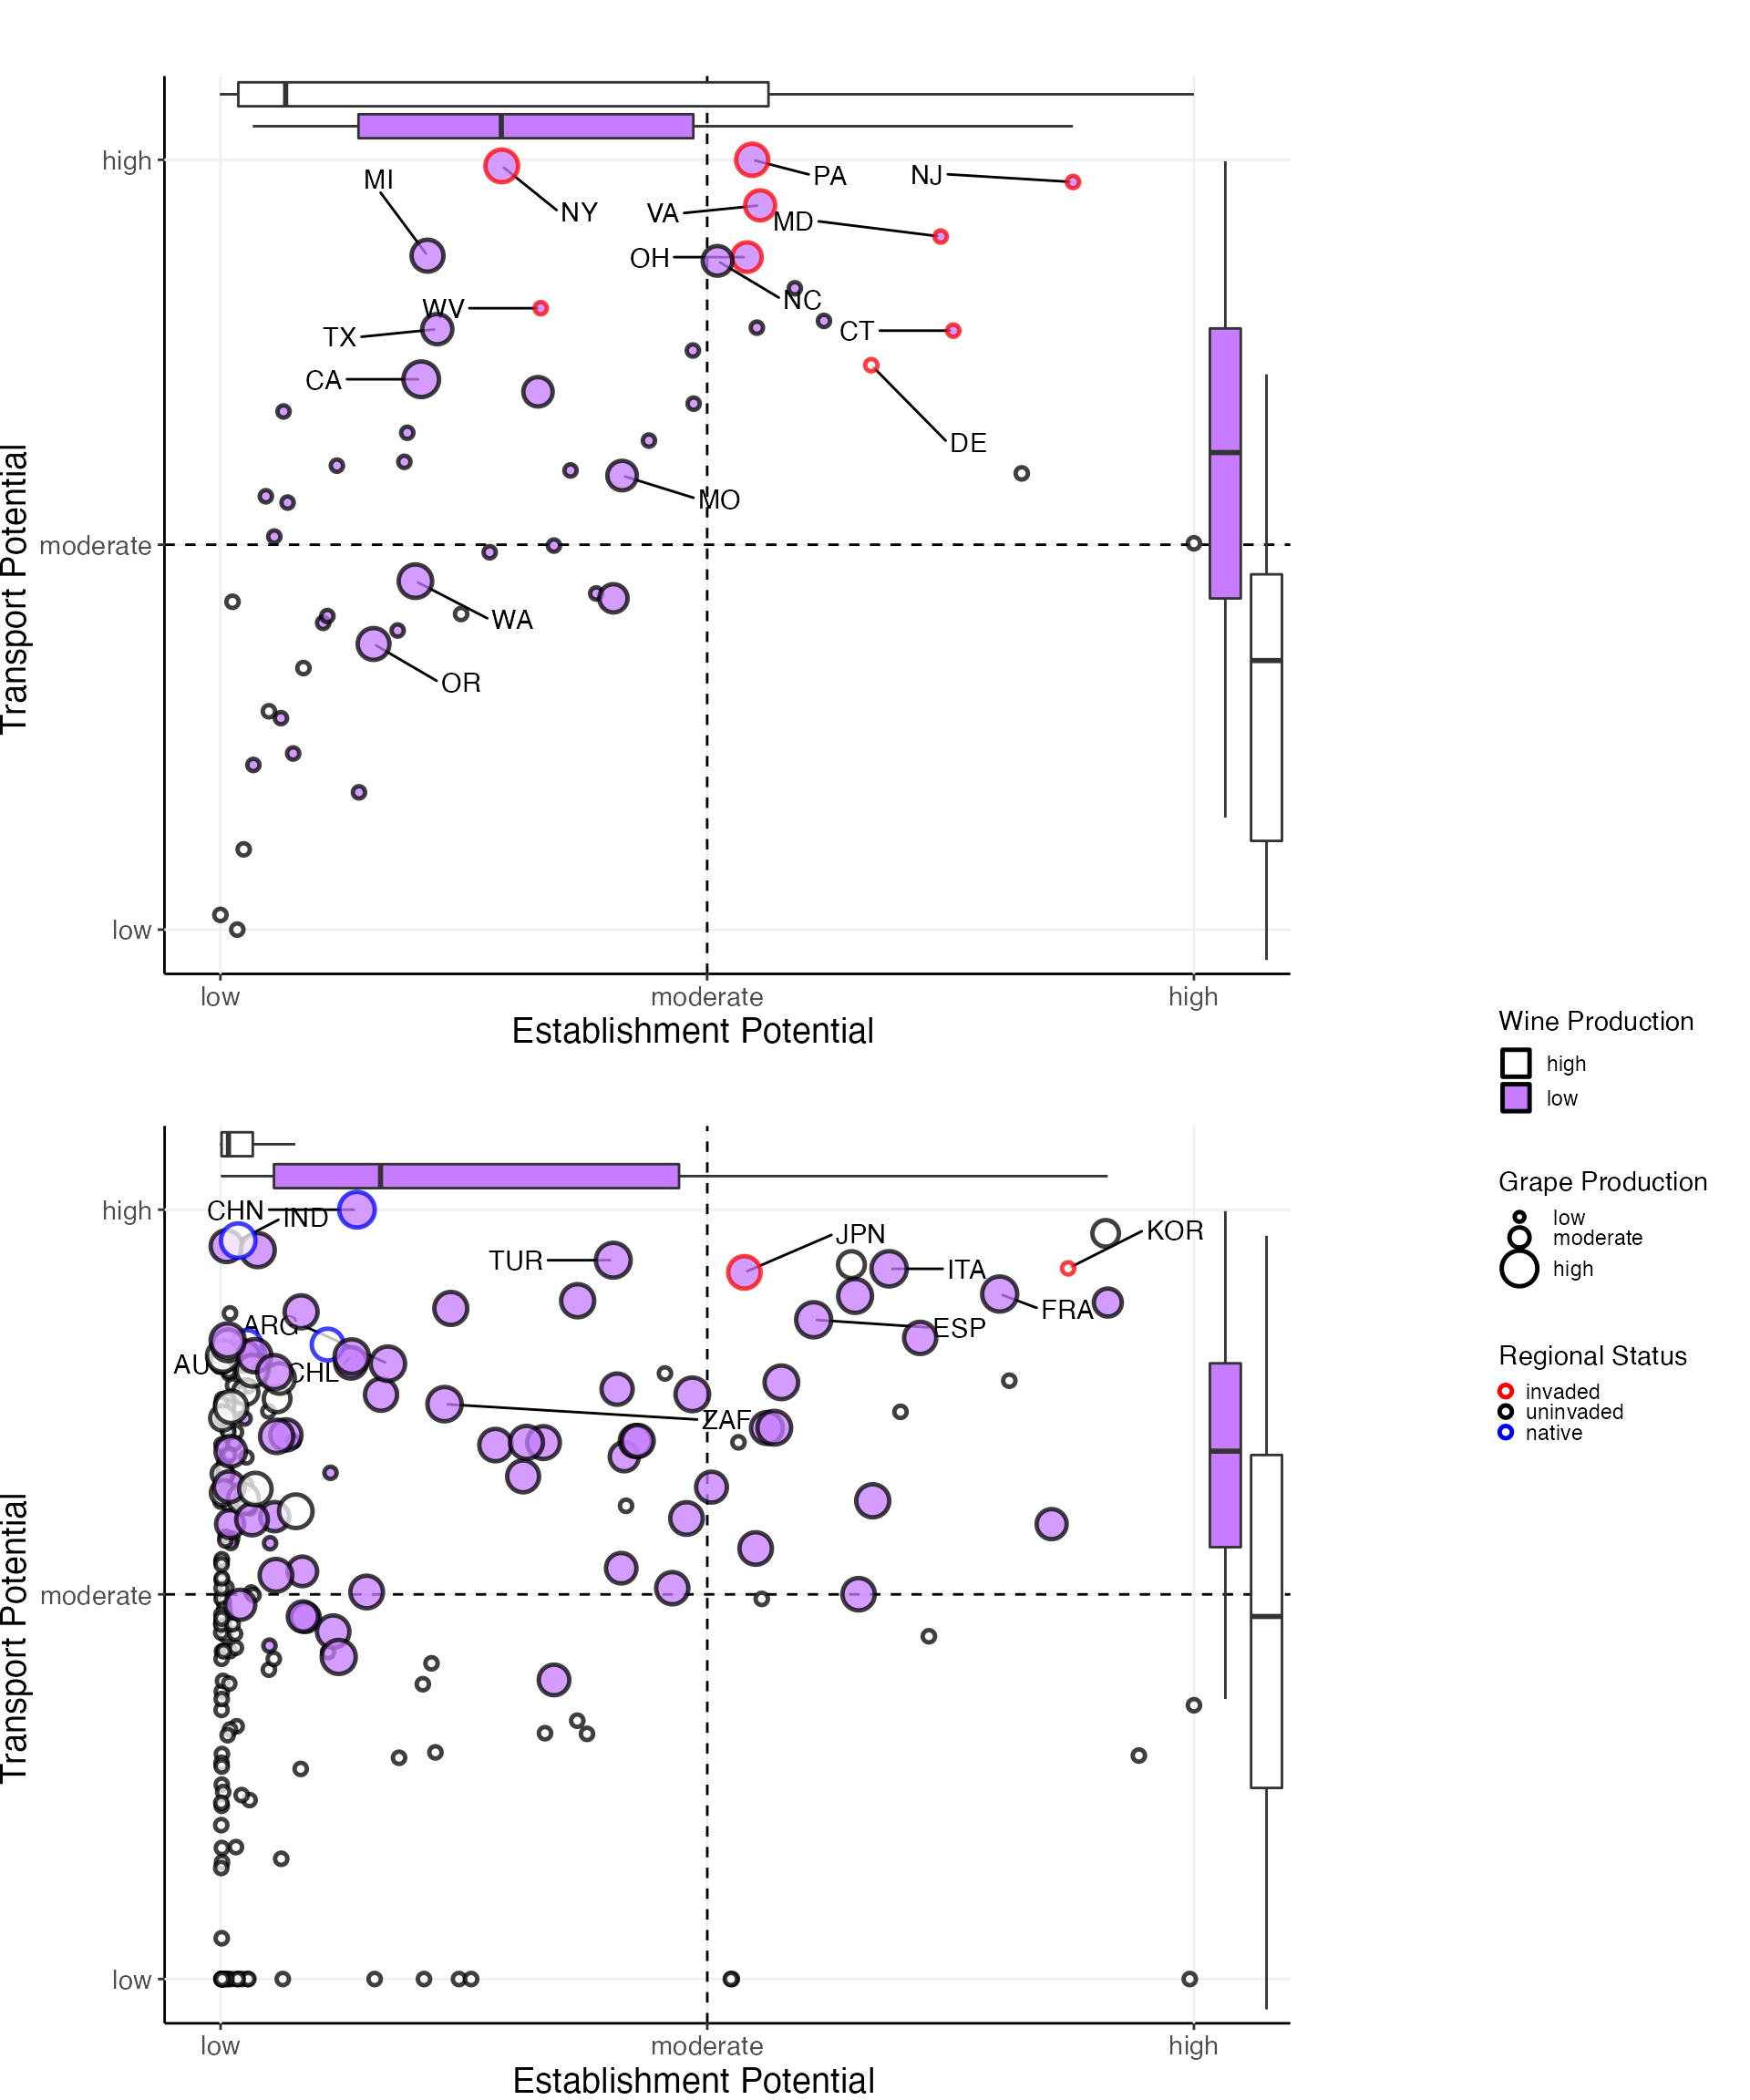 high
moderate
low
Transport Potential
MI
NY
PA
NJ
VA
MD
OH
NC
WV
TX
CT
CA
DE
MO
WA
OR
low
moderate
high
Establishment Potential
Wine Production
high
low
Grape Production
low
moderate
high
Regional Status
invaded
uninvaded
native
high
moderate
low
Transport Potential
CHN
IND
TUR
JPN
KOR
ITA
FRA
ARG
ESP
AU
CHL
ZAF
low
moderate
high
Establishment Potential